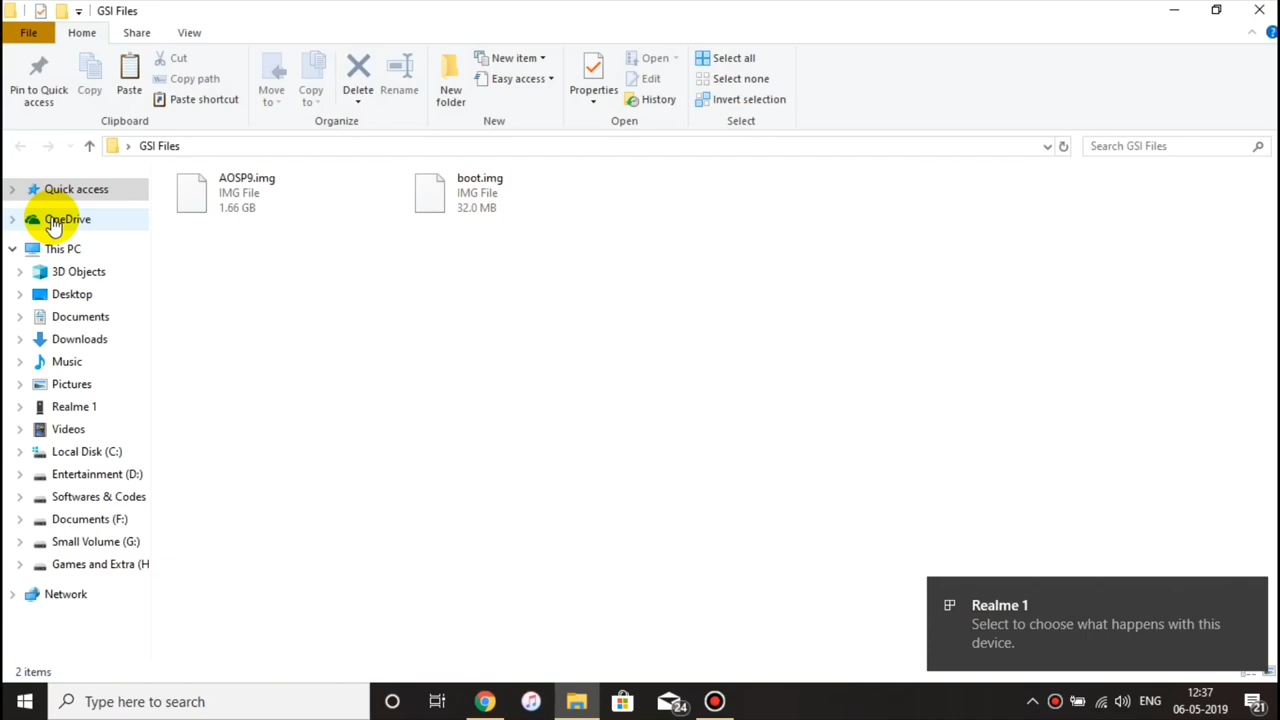 GSI Files
File
Home
Share
View
Pin to Quick access
Copy
Paste
Cut
Copy path
Paste shortcut
Clipboard
Move to
Copy to
Delete
Rename
Organize
New folder
New item
Easy access
New
Properties
Open
Edit
History
Open
Select all
Select none
Invert selection
Select
GSI Files
Search GSI Files
Quick access
OneDrive
This PC
3D Objects
Desktop
Documents
Downloads
Music
Pictures
Realme 1
Videos
Local Disk (C:)
Entertainment (D:)
Softwares & Codes
Documents (F:)
Small Volume (G:)
Games and Extra (H
Network
AOSP9.img
IMG File
1.66 GB
boot.img
IMG File
32.0 MB
Realme 1
Select to choose what happens with this
device.
2 items
Type here to search
24
ENG
12:37
06-05-2019
21